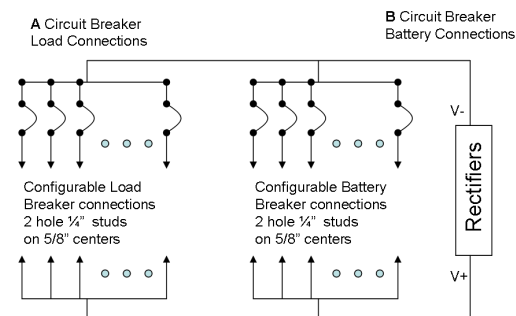 A Circuit Breaker
Load Connections
B Circuit Breaker
Battery Connections
V-
Rectifiers
V+
Configurable Load
Breaker connections
2 hole ¼” studs
on 5/8” centers
Configurable Battery
Breaker connections
2 hole ¼” studs
on 5/8” centers